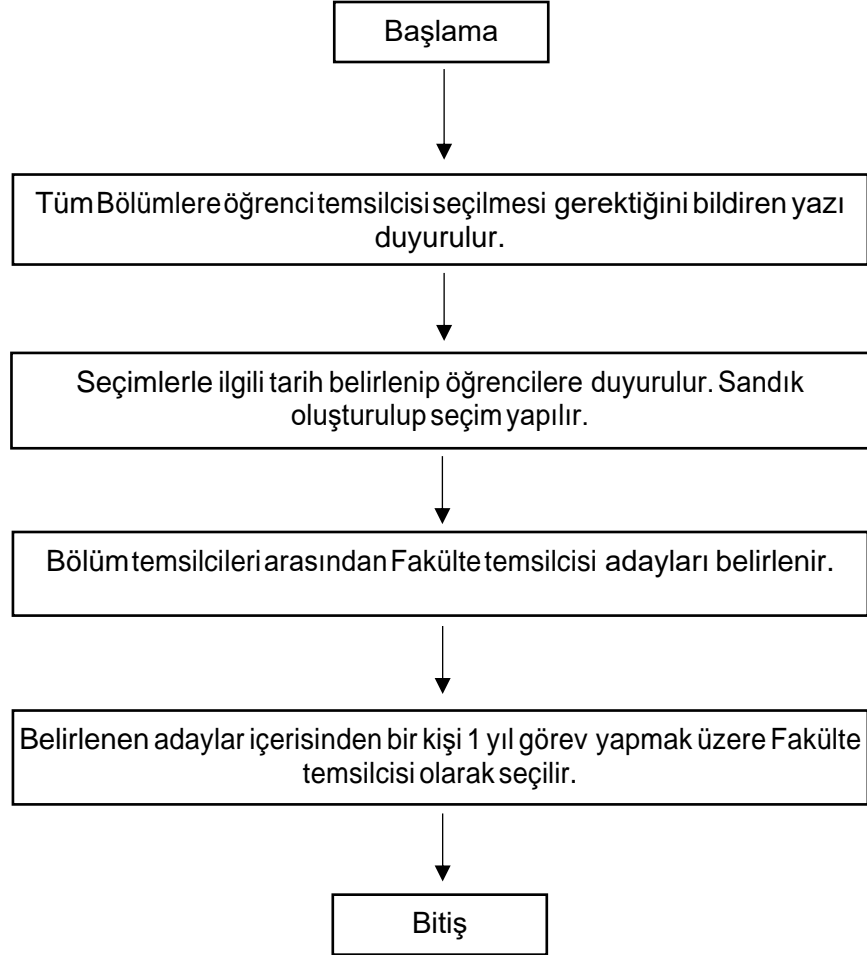 Başlama
Tüm Bölümlere öğrenci temsilcisi seçilmesi gerektiğini bildiren yazı
duyurulur.
Seçimlerle ilgili tarih belirlenip öğrencilere duyurulur. Sandık
oluşturulup seçim yapılır.
Bölüm temsilcileri arasından Fakülte temsilcisi adayları belirlenir.
Belirlenen adaylar içerisinden bir kişi 1 yıl görev yapmak üzere Fakülte
temsilcisi olarak seçilir.
Bitiş